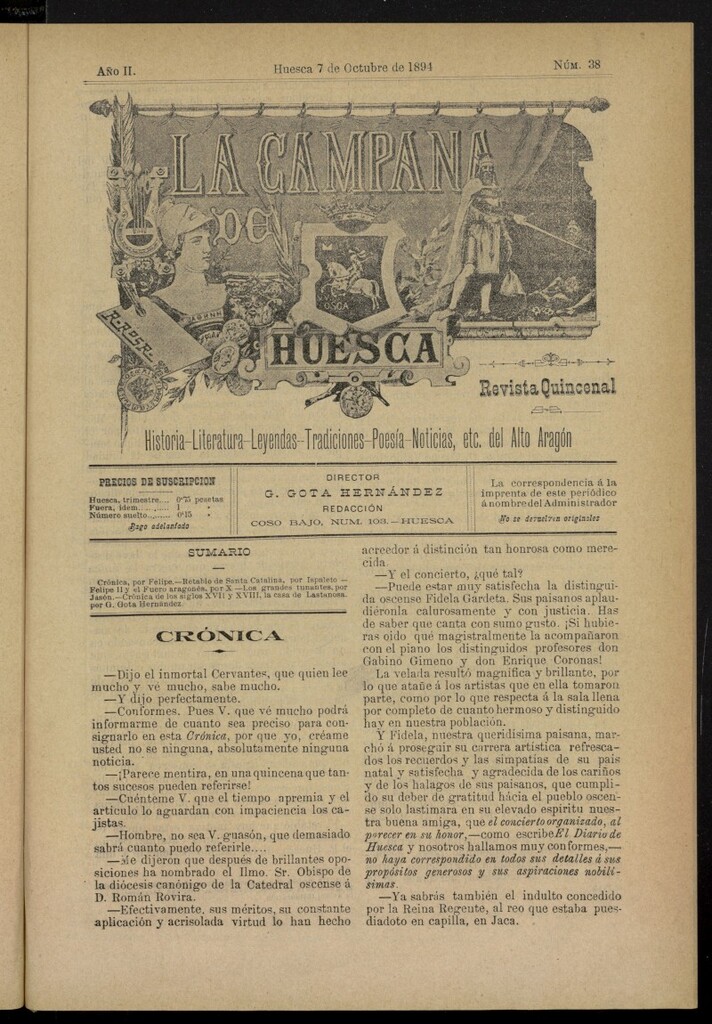 AÑO II.
Huesca 7 de Octubre de 1894
NÚM. 38
LA CAMPANA
DE
OSCA
HUESCA
Revista Quincenal
Historia-Literatura-Leyendas-Tradiciones-Poesía-Noticias, etc. del Alto Aragón
PRECIOS DE SUSCRIPCION
Huesca, trimestre.... 0'75 pesetas
Fuera, ídem........ 1 "
Número suelto........ 0'15 "
Pago adelantado
DIRECTOR
G. GOTA HERNÁNDEZ
REDACCIÓN
COSO BAJO, NUM. 103.—HUESCA
La correspondencia á la
imprenta de este periódico
á nombre del Administrador
No se devuelven originales
SUMARIO
Crónica, por Felipe.—Retablo de Santa Catalina, por Ispaleto—
Felipe II y el Fuero aragonés, por X—Los grandes tunantes, por
Jasón.—Crónica de los siglos XVII y XVIII, la casa de Lastanosa,
por G. Gota Hernández.
CRÓNICA
—Dijo el inmortal Cervantes, que quien lee
mucho y vé mucho, sabe mucho.
—Y dijo perfectamente.
—Conformes. Pues V. que vé mucho podrá
informarme de cuanto sea preciso para con-
signarlo en esta Crónica, por que yo, créame
usted no se ninguna, absolutamente ninguna
noticia.
—¡Parece mentira, en una quincena que tan-
tos sucesos pueden referirse!
—Cuénteme V. que el tiempo apremia y el
artículo lo aguardan con impaciencia los ca-
jistas.
—Hombre, no sea V. guasón, que demasiado
sabrá cuanto puedo referirle....
—Me dijeron que después de brillantes opo-
siciones ha nombrado el Ilmo. Sr. Obispo de
la diócesis canónigo de la Catedral oscense á
D. Román Rovira.
—Efectivamente, sus méritos, su constante
aplicación y acrisolada virtud lo han hecho
acreedor á distinción tan honrosa como mere-
cida.
—Y el concierto, ¿qué tal?
—Puede estar muy satisfecha la distingui-
da oscense Fidela Gardeta. Sus paisanos aplau-
diéronla calurosamente y con justicia. Has
de saber que canta con sumo gusto. ¡Si hubie-
ras oido qué magistralmente la acompañaron
con el piano los distinguidos profesores don
Gabino Gimeno y don Enrique Coronas!
La velada resultó magnífica y brillante, por
lo que atañe á los artistas que en ella tomaron
parte, como por lo que respecta á la sala llena
por completo de cuanto hermoso y distinguido
hay en nuestra población.
Y Fidela, nuestra queridísima paisana, mar-
chó á proseguir su carrera artística refresca-
dos los recuerdos y las simpatias de su país
natal y satisfecha y agradecida de los cariños
y de los halagos de sus paisanos, que cumpli-
do su deber de gratitud hácia el pueblo oscen-
se solo lastimara en su elevado espiritu nues-
tra buena amiga, que el concierto organizado, al
parecer en su honor,—como escribe El Diario de
Huesca y nosotros hallamos muy conformes,—
no haya correspondido en todos sus detalles á sus
propósitos generosos y sus aspiraciones nobilí-
simas.
—Ya sabrás también el indulto concedido
por la Reina Regente, al reo que estaba pues-
diadoto en capilla, en Jaca.